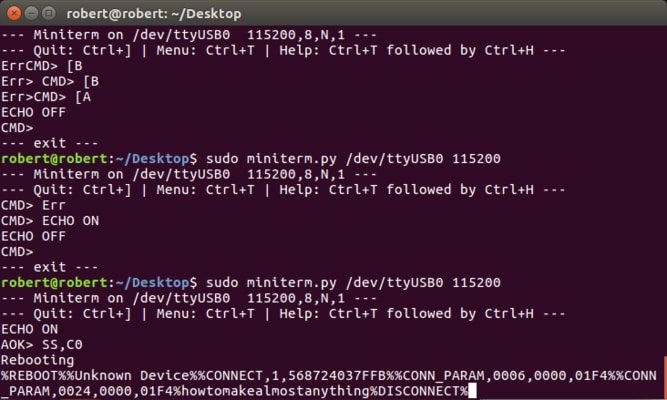 robert@robert: ~/Desktop
--- Miniterm on /dev/ttyUSB0  115200,8,N,1 ---
--- Quit: Ctrl+] | Menu: Ctrl+T | Help: Ctrl+T followed by Ctrl+H ---
ErrCMD> [B
Err> CMD> [B
Err>CMD> [A
ECHO OFF
CMD>
--- exit ---
robert@robert:~/Desktop$ sudo miniterm.py /dev/ttyUSB0 115200
--- Miniterm on /dev/ttyUSB0  115200,8,N,1 ---
--- Quit: Ctrl+] | Menu: Ctrl+T | Help: Ctrl+T followed by Ctrl+H ---
CMD> Err
CMD> ECHO ON
ECHO OFF
CMD>
--- exit ---
robert@robert:~/Desktop$ sudo miniterm.py /dev/ttyUSB0 115200
--- Miniterm on /dev/ttyUSB0  115200,8,N,1 ---
--- Quit: Ctrl+] | Menu: Ctrl+T | Help: Ctrl+T followed by Ctrl+H ---
ECHO ON
AOK> SS,C0
Rebooting
%REBOOT%%Unknown Device%%CONNECT,1,568724037FFB%%CONN_PARAM,0006,0000,01F4%%CONN
_PARAM,0024,0000,01F4%howtomakealmostanything%DISCONNECT%